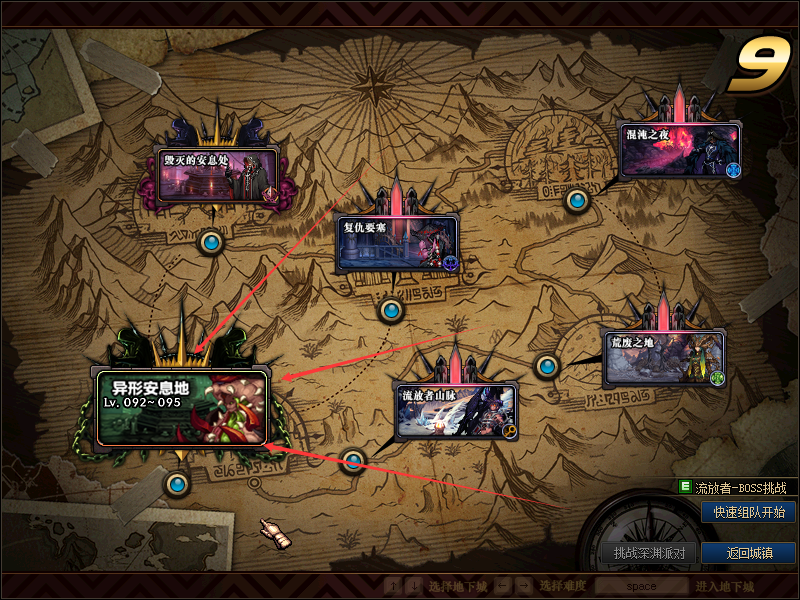 9
混沌之夜
毁灭的安息处
复仇要塞
荒废之地
异形安息地
Lv. 092~095
流放者山脉
E 流放者-BOSS挑战
快速组队开始
挑战深渊派对
返回城镇
↑ ↓ 选择地下城 ← → 选择难度 space 进入地下城